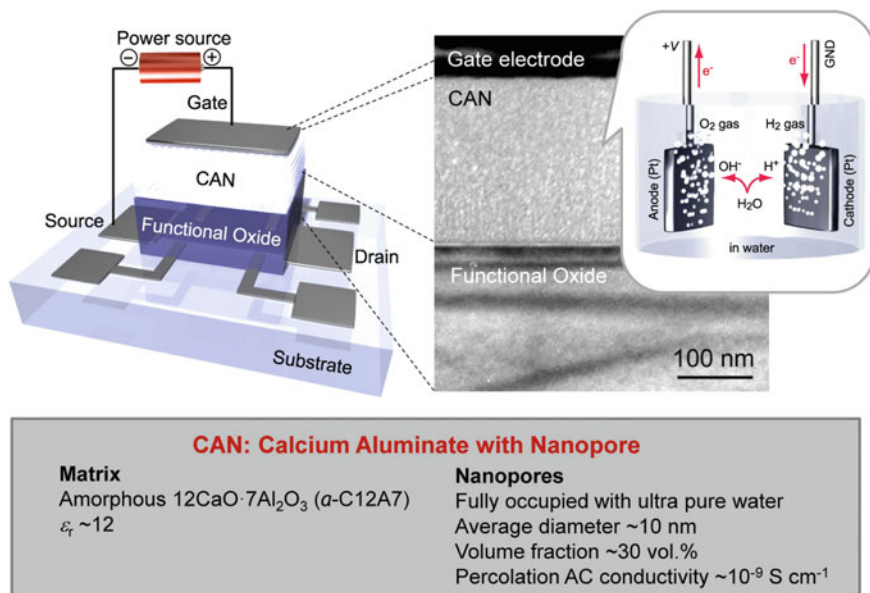 Power source
− +
Gate
CAN
Source
Functional Oxide
Drain
Substrate
Gate electrode
CAN
Functional Oxide
100 nm
+V
GND
e-
e-
O2 gas
H2 gas
Anode (Pt)
OH-
H+
H2O
Cathode (Pt)
in water
CAN: Calcium Aluminate with Nanopore
Matrix
Amorphous 12CaO·7Al2O3 (a-C12A7)
εr ~12
Nanopores
Fully occupied with ultra pure water
Average diameter ~10 nm
Volume fraction ~30 vol.%
Percolation AC conductivity ~10-9 S cm-1